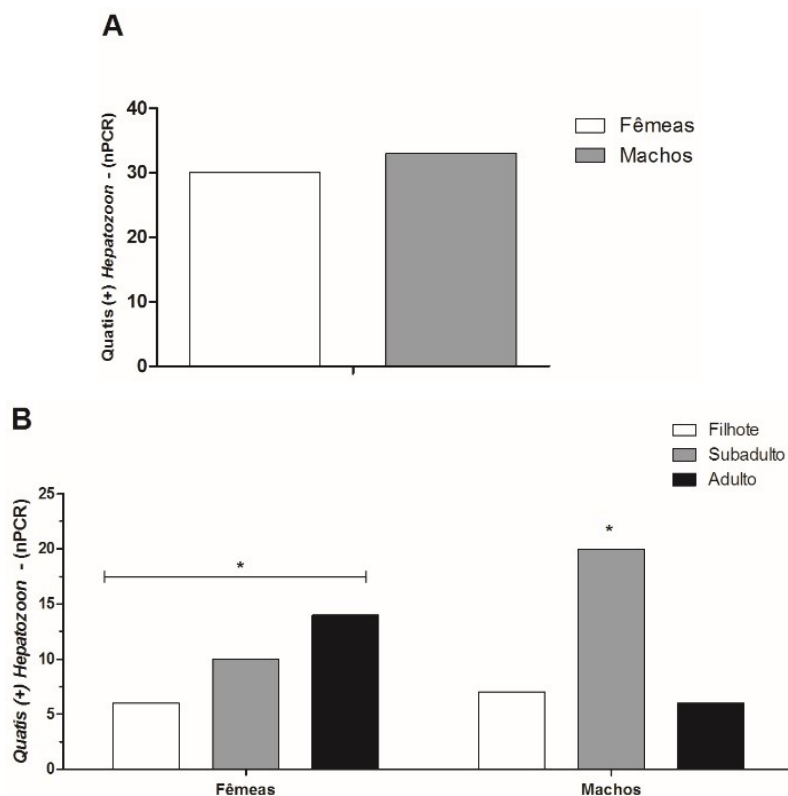 A
Quatis (+) Hepatozoon - (nPCR)
40
30
20
10
0
Fêmeas
Machos
B
Filhote
Subadulto
Adulto
Quatis (+) Hepatozoon - (nPCR)
25
20
15
10
5
0
*
*
Fêmeas
Machos